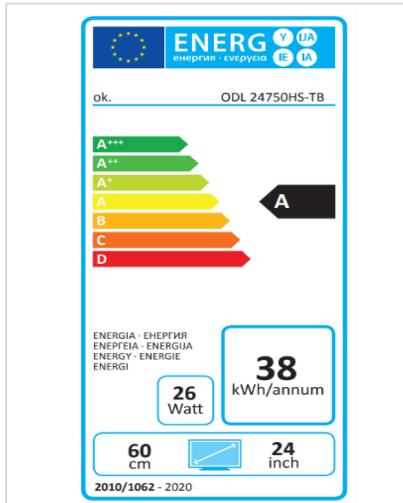 ENERG Y IJA IE IA
енергия · ενεργεια
ok. ODL 24750HS-TB
A+++
A++
A+
A
A
B
C
D
ENERGIA · ЕНЕРГИЯ
ΕΝΕΡΓΕΙΑ · ENERGIJA
ENERGY · ENERGIE
ENERGI
38
kWh/annum
26
Watt
60
cm
24
inch
2010/1062 - 2020